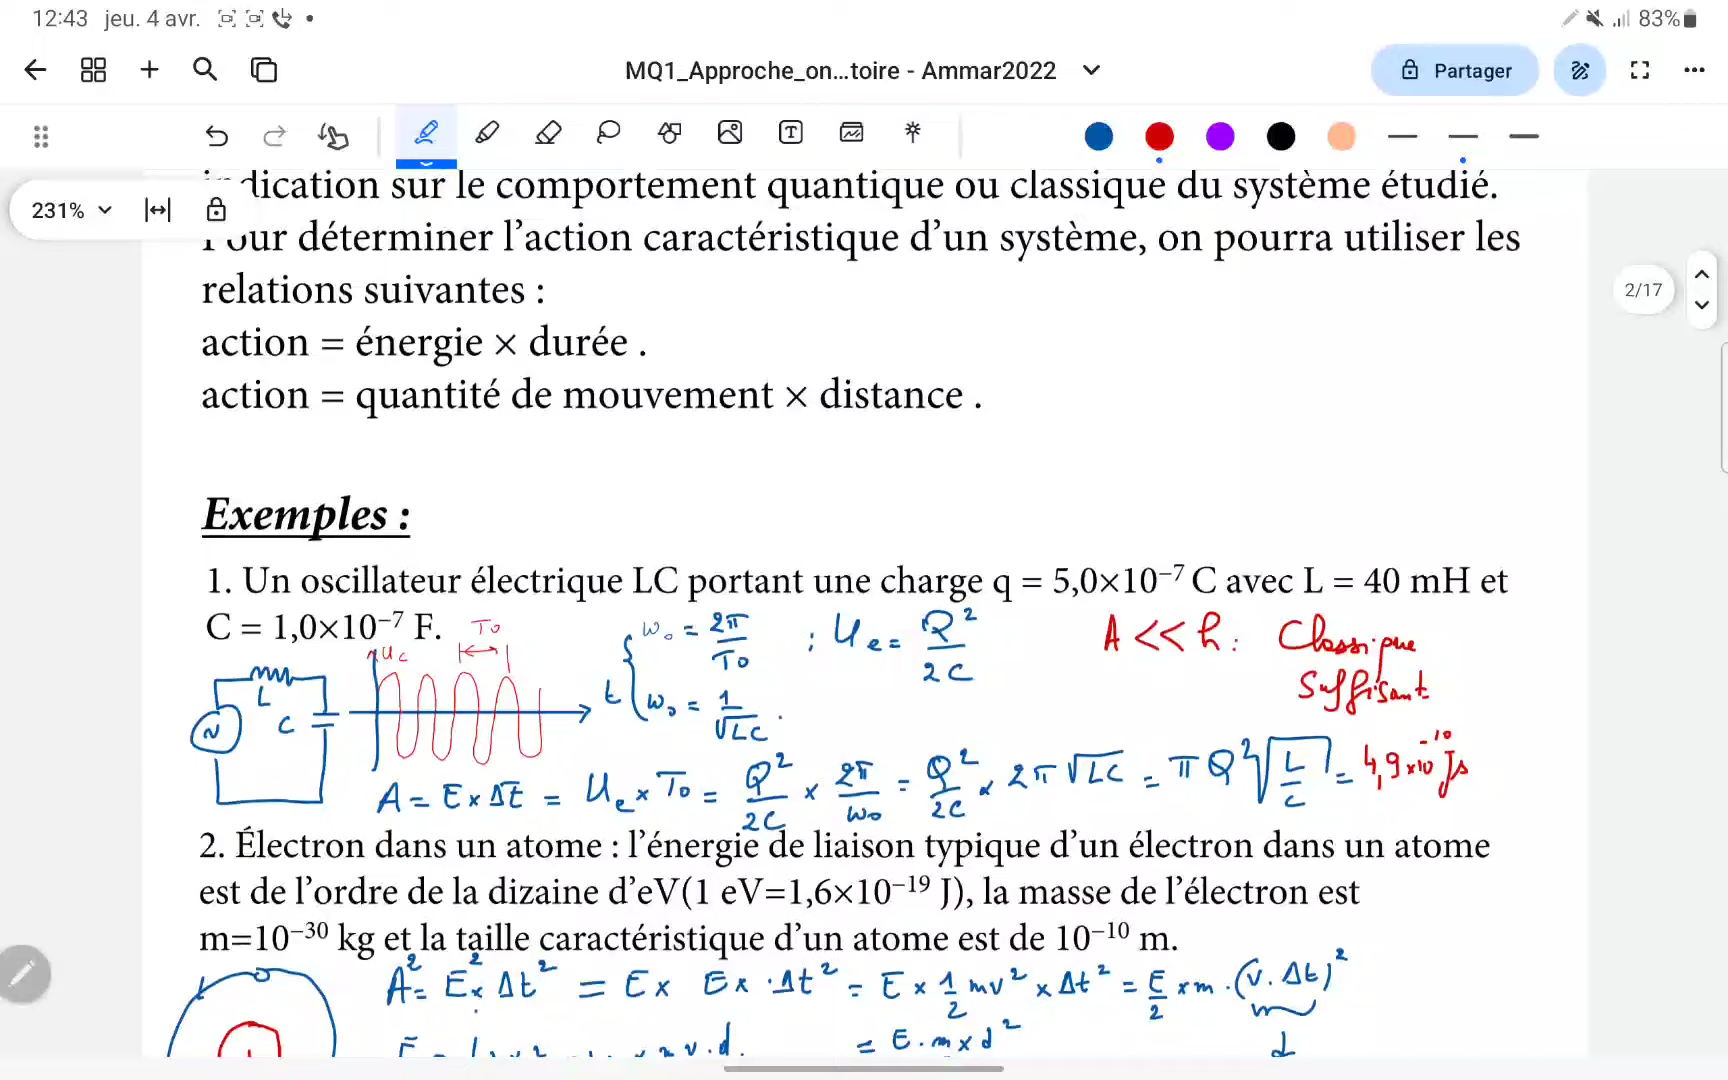 12:43 jeu. 4 avr.
83%
MQ1_Approche_on...toire - Ammar2022
Partager
231%
2/17
indication sur le comportement quantique ou classique du système étudié.
Pour déterminer l'action caractéristique d'un système, on pourra utiliser les
relations suivantes :
action = énergie × durée .
action = quantité de mouvement × distance .
Exemples :
1. Un oscillateur électrique LC portant une charge q = 5,0×10⁻⁷ C avec L = 40 mH et
C = 1,0×10⁻⁷ F.
T₀
u_c
t
L
C
N
ω₀ = 2π/T₀ ; U_e = Q²/2C
ω₀ = 1/√LC .
A << h : Classique
Suffisant
A = E × Δt = U_e × T₀ = Q²/2C × 2π/ω₀ = Q²/2C × 2π √LC = π Q² √L/C = 4,9×10⁻¹⁰ Js
2. Électron dans un atome : l'énergie de liaison typique d'un électron dans un atome
est de l'ordre de la dizaine d'eV(1 eV=1,6×10⁻¹⁹ J), la masse de l'électron est
m=10⁻³⁰ kg et la taille caractéristique d'un atome est de 10⁻¹⁰ m.
A² = E² × Δt² = E × E × Δt² = E × 1/2 mv² × Δt² = E/2 × m · (v · Δt)²
= E · m × d²
d